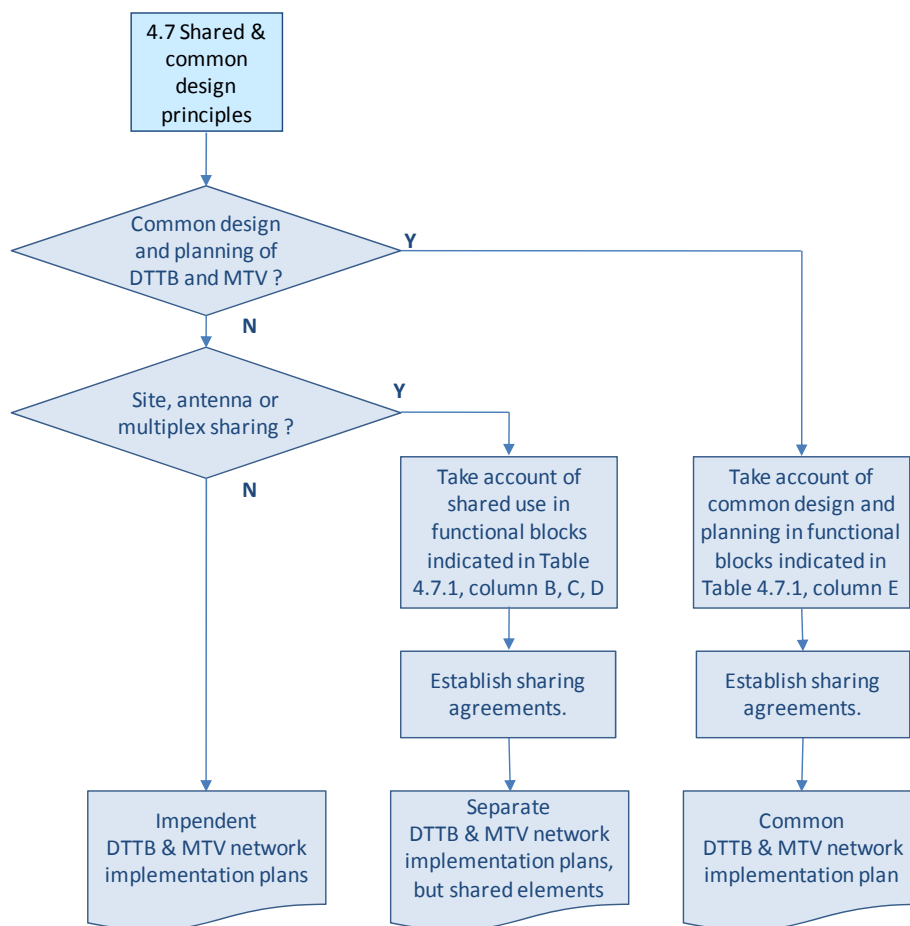 4.7 Shared &
common
design
principles
Common design
and planning of
DTTB and MTV ?
Y
N
Site, antenna or
multiplex sharing ?
Y
N
Take account of
shared use in
functional blocks
indicated in Table
4.7.1, column B, C, D
Take account of
common design and
planning in functional
blocks indicated in
Table 4.7.1, column E
Establish sharing
agreements.
Establish sharing
agreements.
Impendent
DTTB & MTV network
implementation plans
Separate
DTTB & MTV network
implementation plans,
but shared elements
Common
DTTB & MTV network
implementation plan